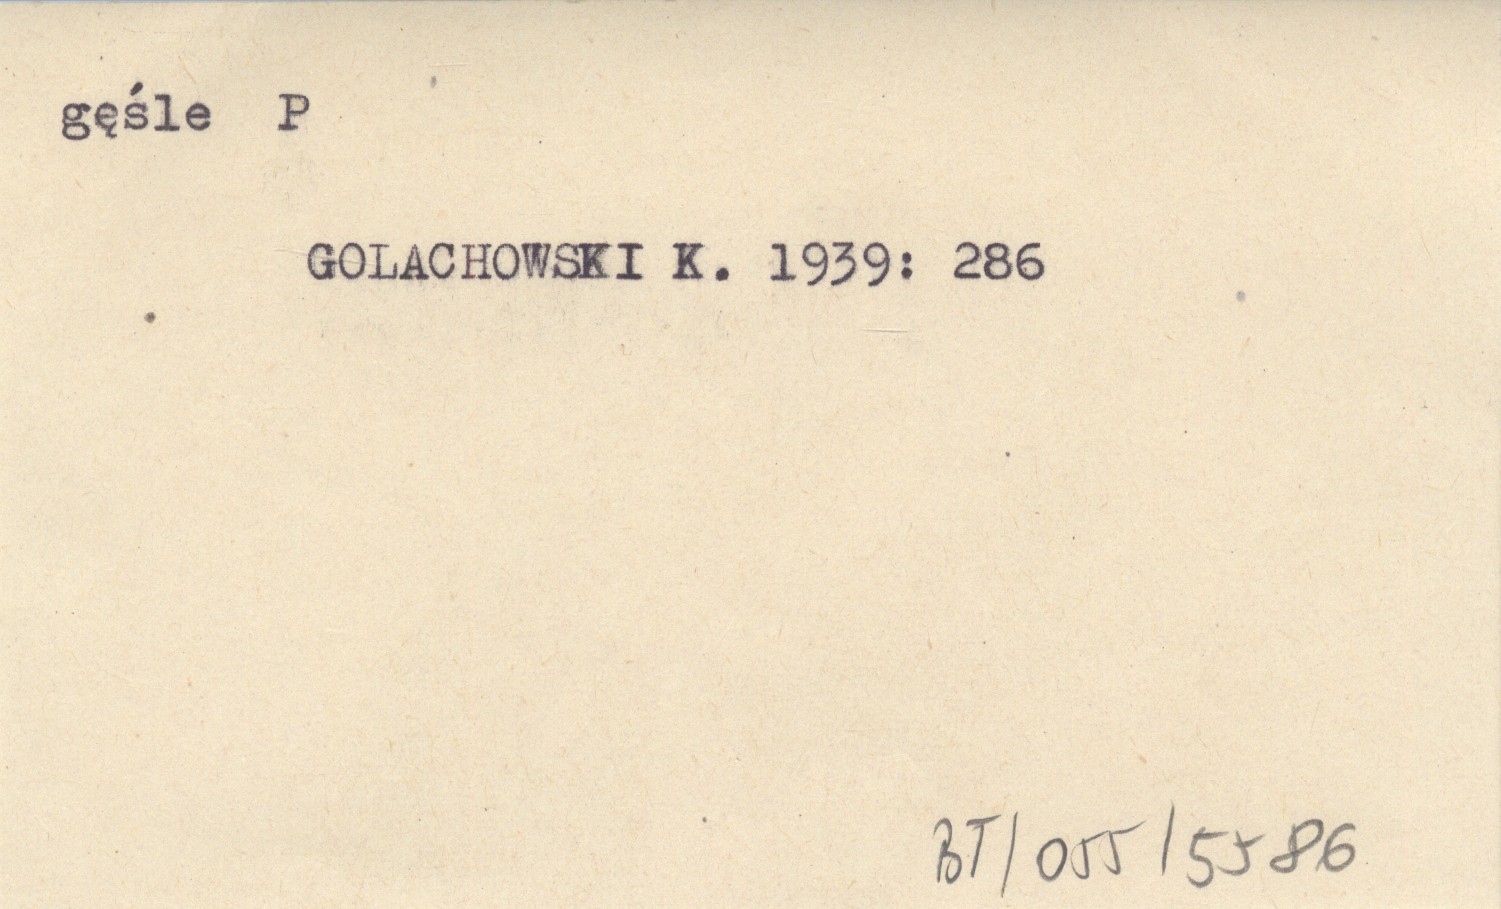 gęśle P
GOLACHOWSKI K. 1939: 286
BT/055/5586